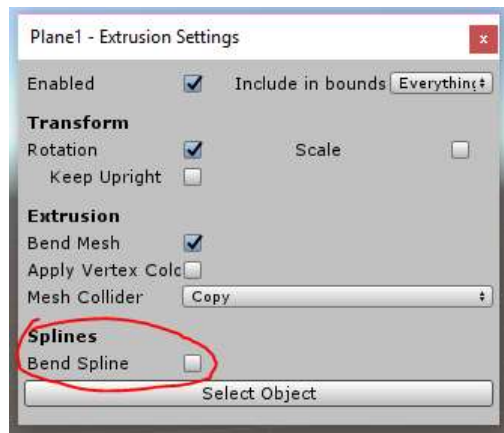 Plane1 - Extrusion Settings x
Enabled Include in bounds Everything
Transform
Rotation Scale
Keep Upright
Extrusion
Bend Mesh
Apply Vertex Colo
Mesh Collider Copy
Splines
Bend Spline
Select Object